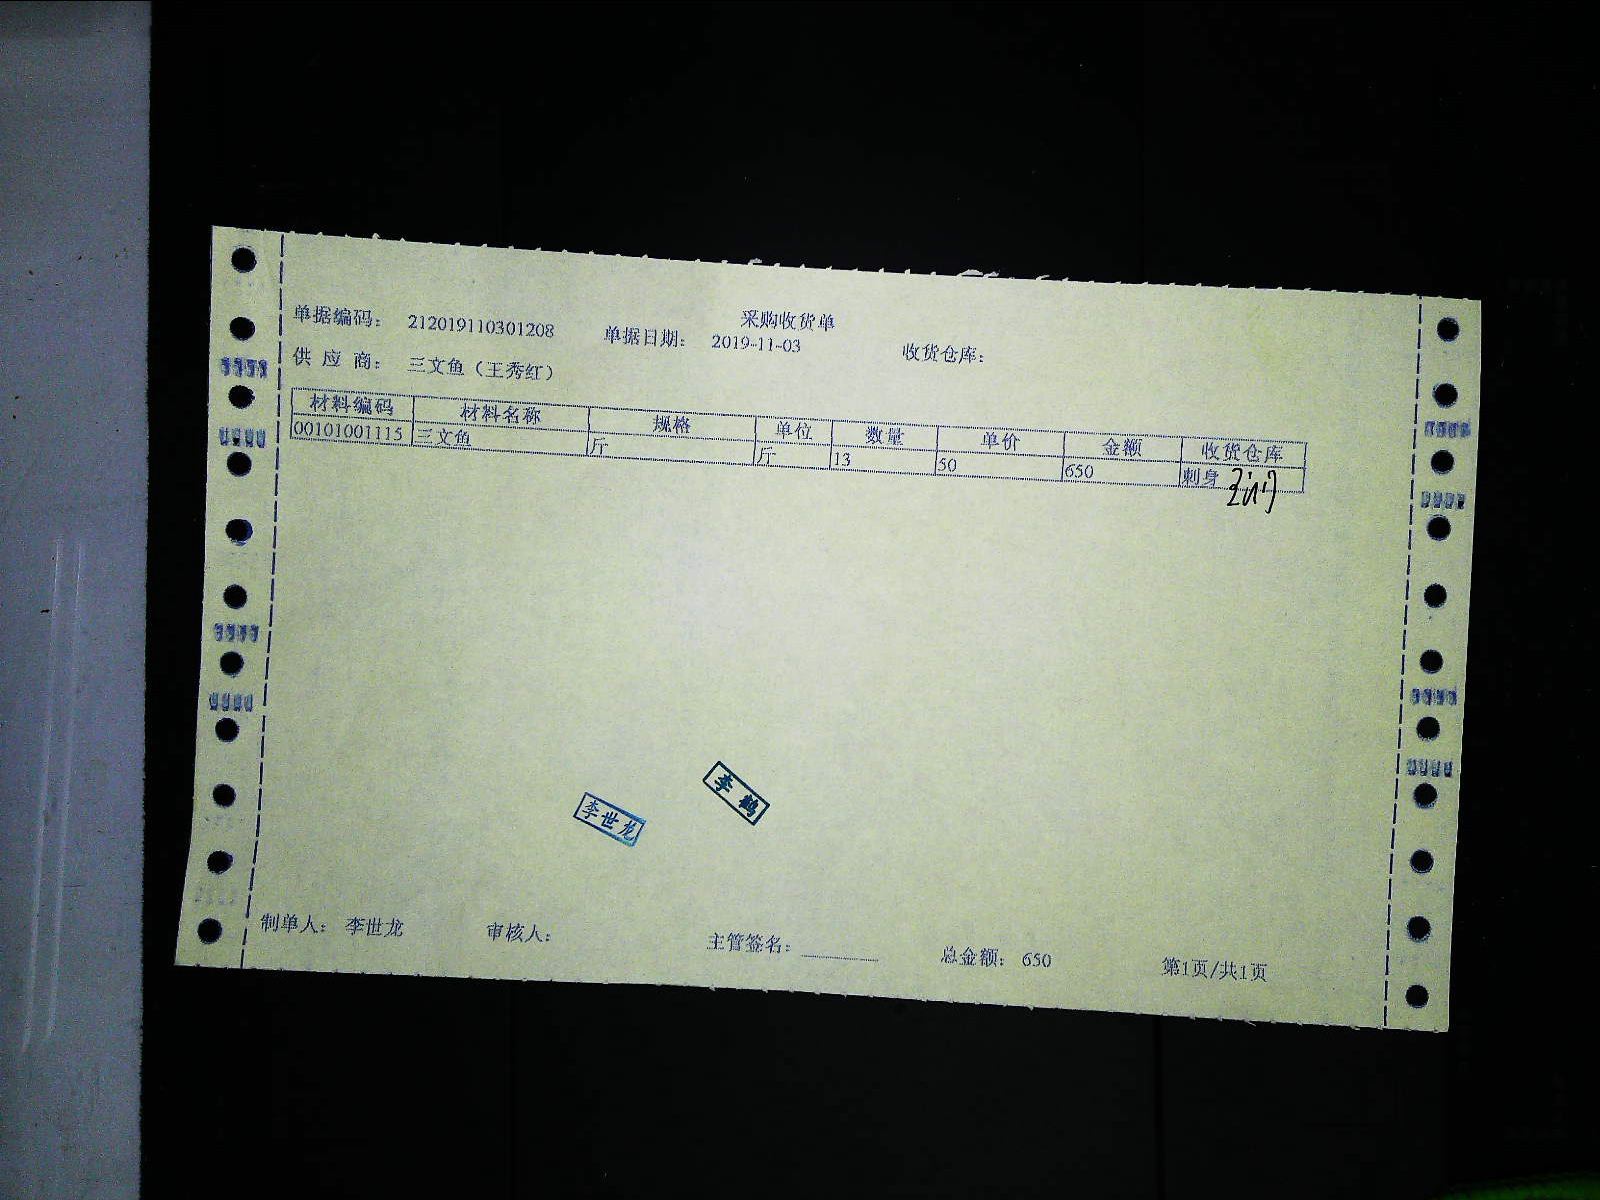 采购收货单
单据编码： 212019110301208 单据日期： 2019-11-03 收货仓库：
供 应 商： 三文鱼（王秀红）
材料编码 材料名称 规格 单位 数量 单价 金额 收货仓库
00101001115 三文鱼 斤 斤 13 50 650 刺身
李鹤
李世龙
制单人： 李世龙 审核人： 主管签名： 总金额： 650 第1页/共1页